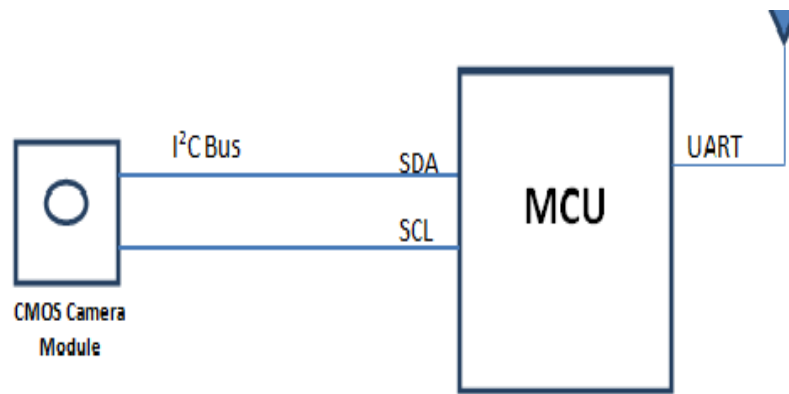 I²C Bus
SDA
UART
MCU
SCL
CMOS Camera
Module